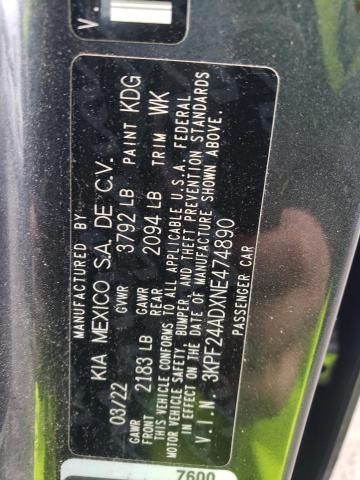 MANUFACTURED BY
KIA MEXICO S.A. DE C.V.
03/22 GVWR 3792 LB PAINT KDG
GAWR FRONT 2183 LB GAWR REAR 2094 LB TRIM WK
THIS VEHICLE CONFORMS TO ALL APPLICABLE U.S.A. FEDERAL
MOTOR VEHICLE SAFETY, BUMPER, AND THEFT PREVENTION STANDARDS
IN EFFECT ON THE DATE OF MANUFACTURE SHOWN ABOVE.
V.I.N. 3KPF24ADXNE474890
PASSENGER CAR
7600